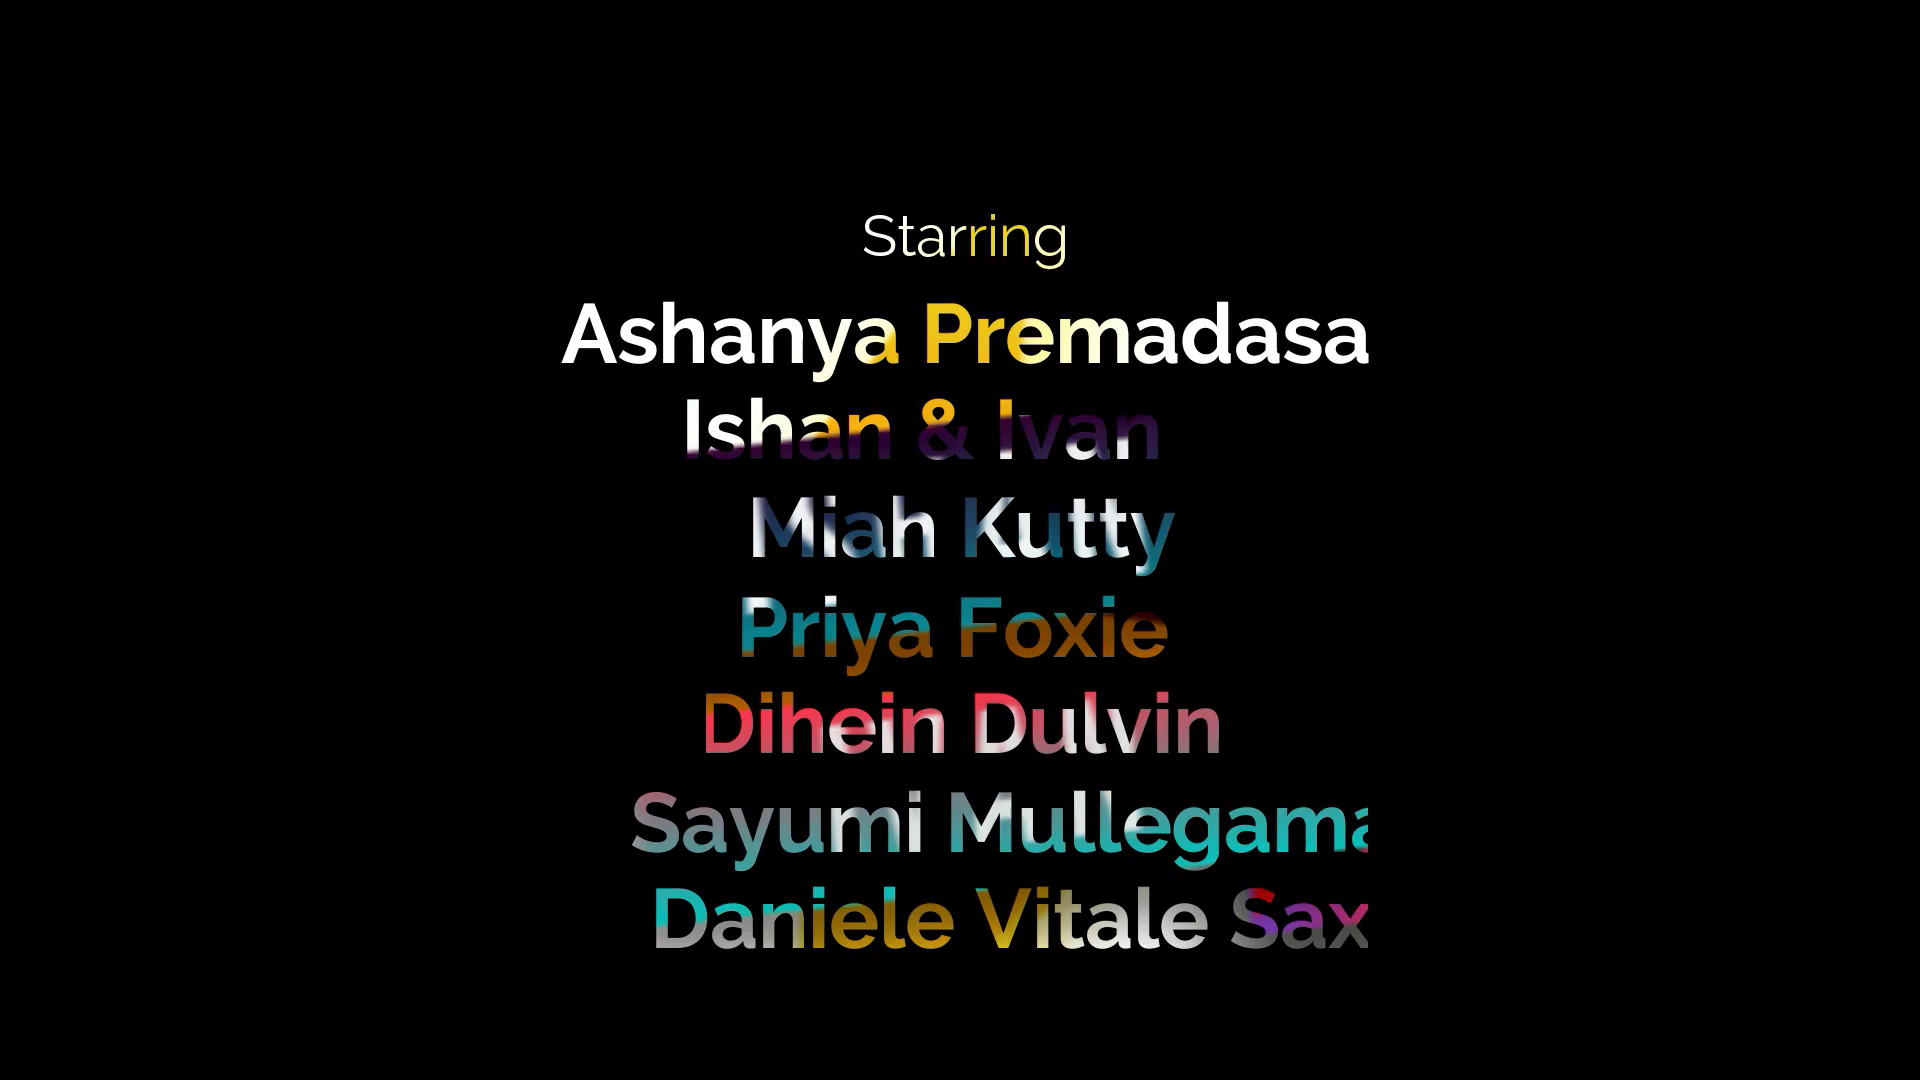 Starring
Ashanya Premadasa
Ishan & Ivan
Miah Kutty
Priya Foxie
Dihein Dulvin
Sayumi Mullegama
Daniele Vitale Sax